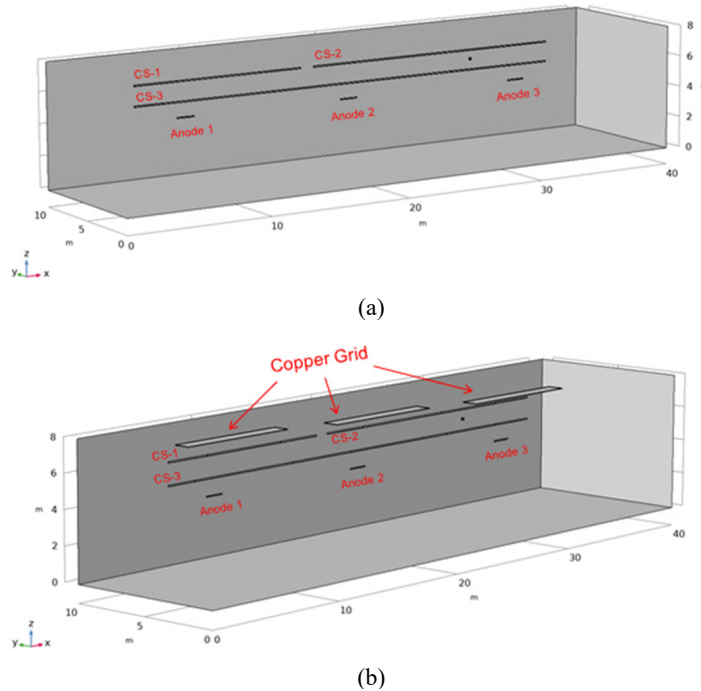 8
CS-2
CS-1
6
CS-3
4
Anode 3
Anode 2
2
Anode 1
0
40
10
30
5
20
m
10
m
0 0
z
y x
(a)
Copper Grid
8
CS-2
CS-1
6
CS-3
Anode 3
4
Anode 2
m
Anode 1
2
0
40
10
30
5
20
m
10
m
0 0
z
y x
(b)